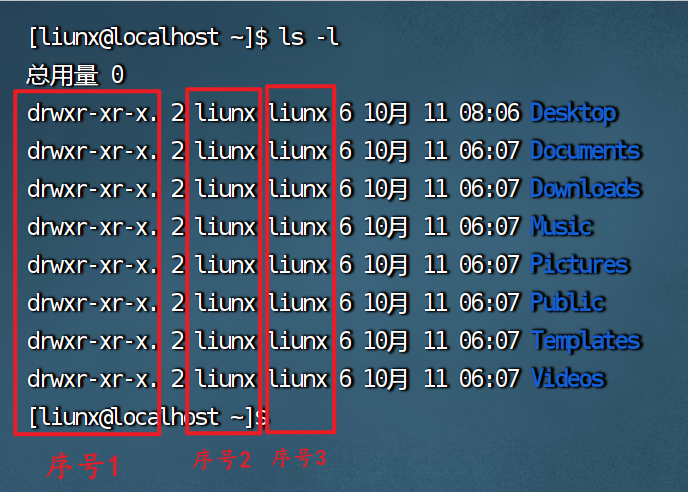 [liunx@localhost ~]$ ls -l
总用量 0
drwxr-xr-x. 2 liunx liunx 6 10月 11 08:06 Desktop
drwxr-xr-x. 2 liunx liunx 6 10月 11 06:07 Documents
drwxr-xr-x. 2 liunx liunx 6 10月 11 06:07 Downloads
drwxr-xr-x. 2 liunx liunx 6 10月 11 06:07 Music
drwxr-xr-x. 2 liunx liunx 6 10月 11 06:07 Pictures
drwxr-xr-x. 2 liunx liunx 6 10月 11 06:07 Public
drwxr-xr-x. 2 liunx liunx 6 10月 11 06:07 Templates
drwxr-xr-x. 2 liunx liunx 6 10月 11 06:07 Videos
[liunx@localhost ~]$
序号1 序号2 序号3